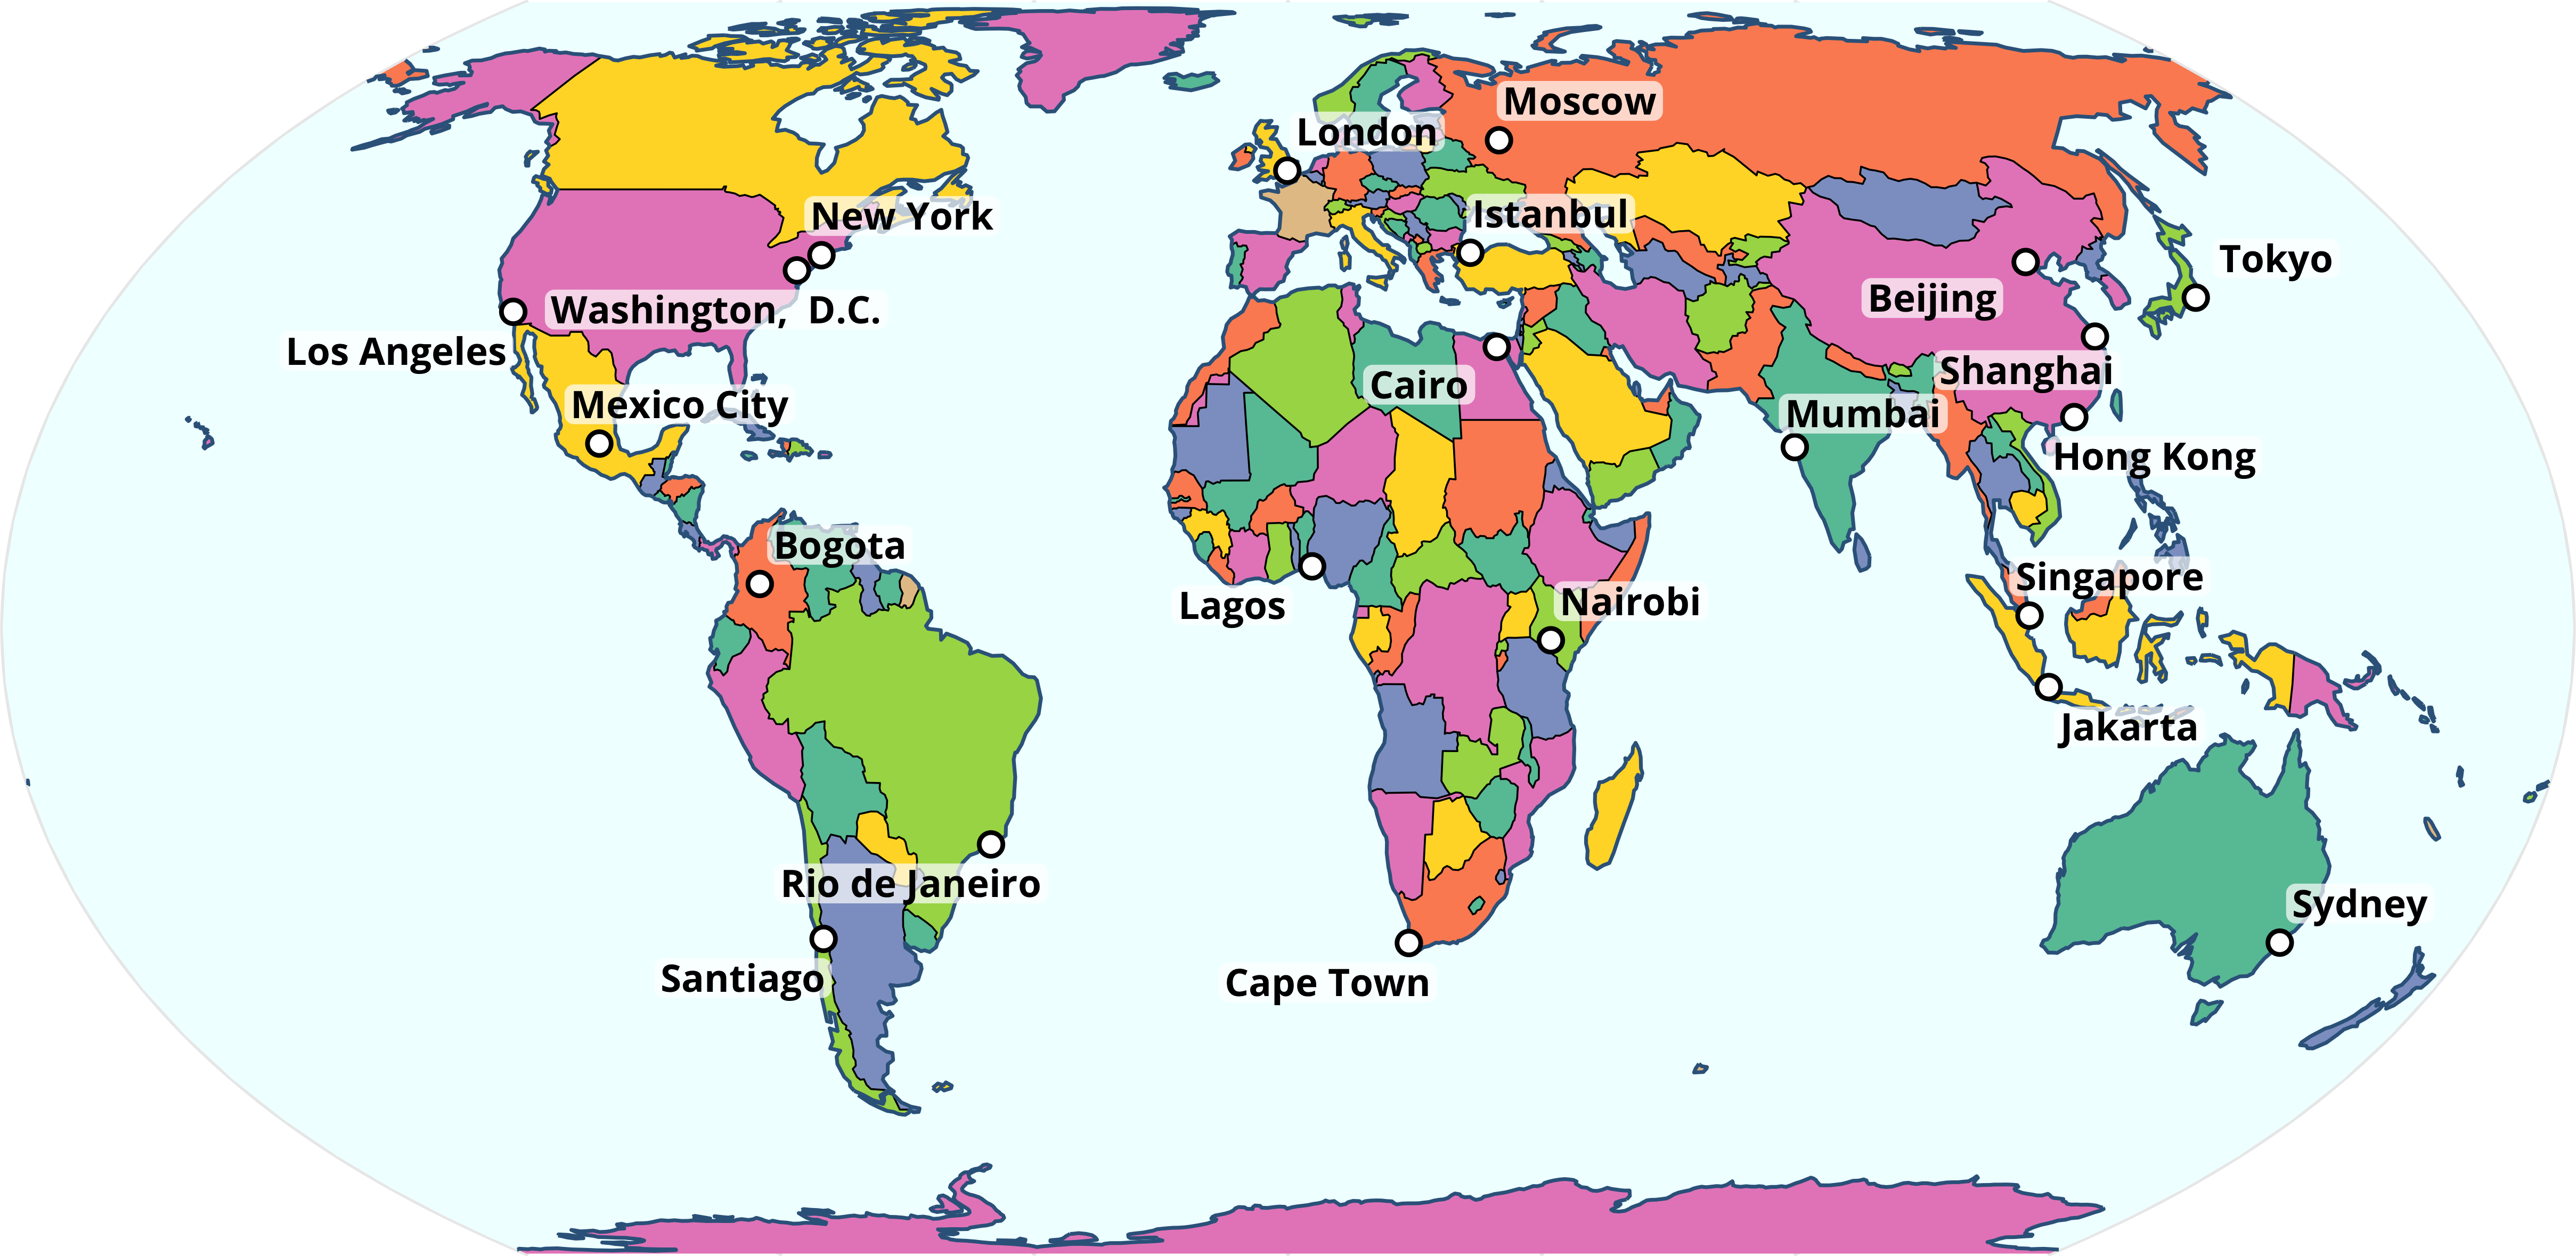 Moscow
London
New York
Istanbul
Tokyo
Beijing
Washington, D.C.
Los Angeles
Shanghai
Cairo
Mexico City
Mumbai
Hong Kong
Bogota
Singapore
Lagos
Nairobi
Jakarta
Rio de Janeiro
Sydney
Santiago
Cape Town